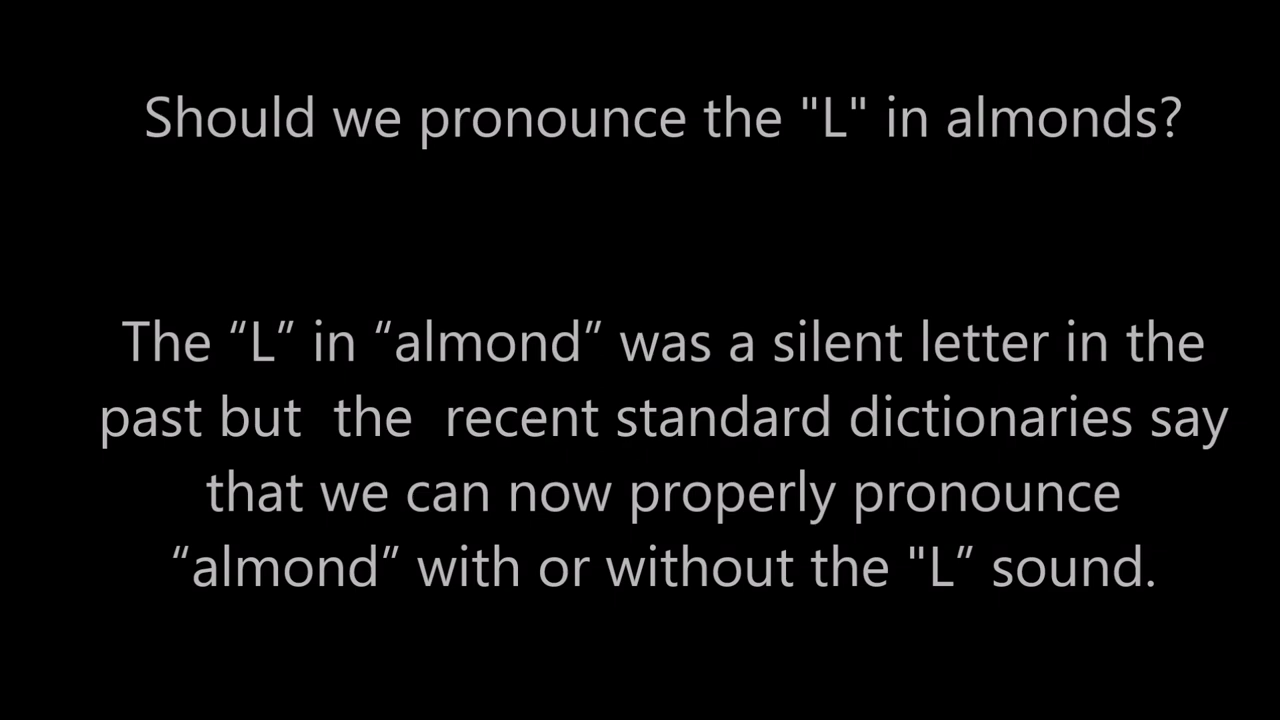 Should we pronounce the "L" in almonds?
The “L” in “almond” was a silent letter in the
past but  the  recent standard dictionaries say
that we can now properly pronounce
“almond” with or without the "L” sound.